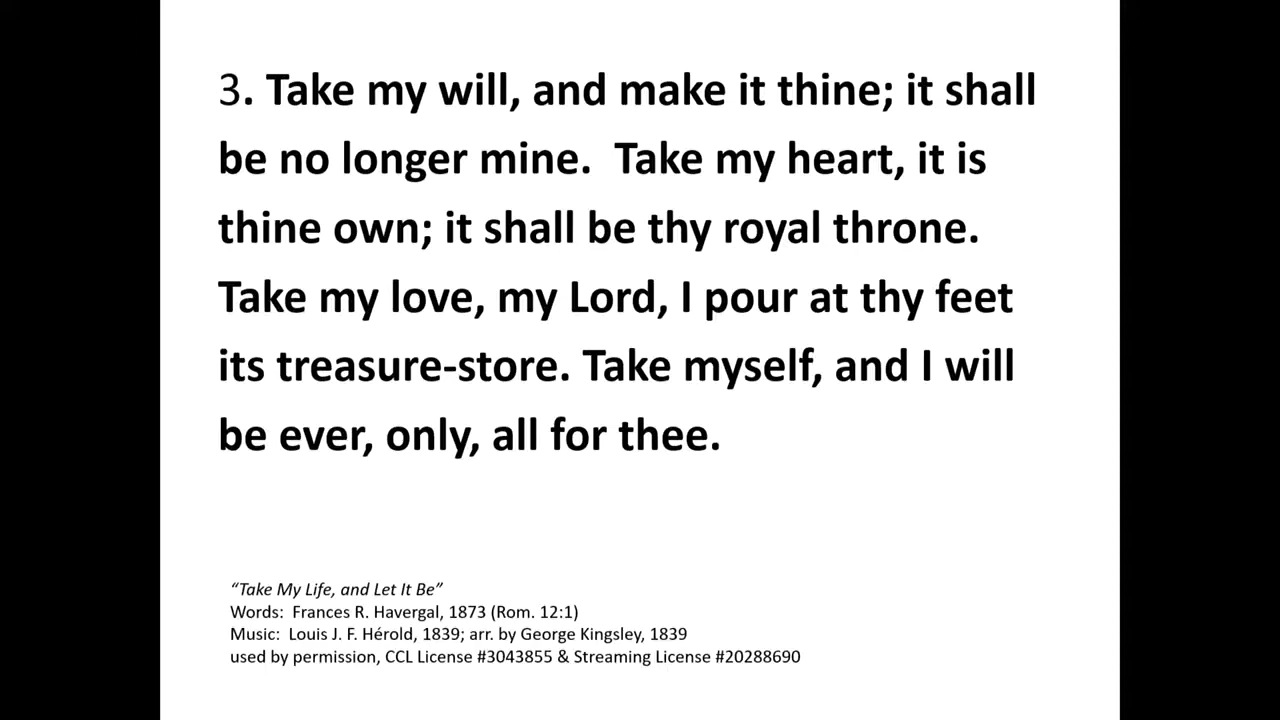 3. Take my will, and make it thine; it shall
be no longer mine.  Take my heart, it is
thine own; it shall be thy royal throne.
Take my love, my Lord, I pour at thy feet
its treasure-store. Take myself, and I will
be ever, only, all for thee.
“Take My Life, and Let It Be”
Words:  Frances R. Havergal, 1873 (Rom. 12:1)
Music:  Louis J. F. Hérold, 1839; arr. by George Kingsley, 1839
used by permission, CCL License #3043855 & Streaming License #20288690